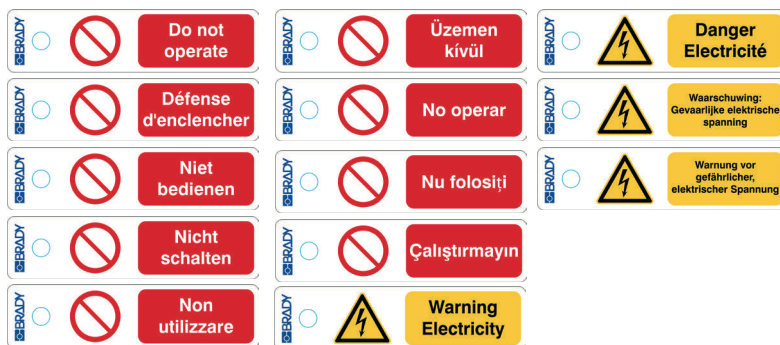 BRADY
Do not
operate
BRADY
Défense
d'enclencher
BRADY
Niet
bedienen
BRADY
Nicht
schalten
BRADY
Non
utilizzare
BRADY
Üzemen
kívül
BRADY
No operar
BRADY
Nu folosiți
BRADY
Çalıştırmayın
BRADY
Warning
Electricity
BRADY
Danger
Electricité
BRADY
Waarschuwing:
Gevaarlijke elektrische
spanning
BRADY
Warnung vor
gefährlicher,
elektrischer Spannung